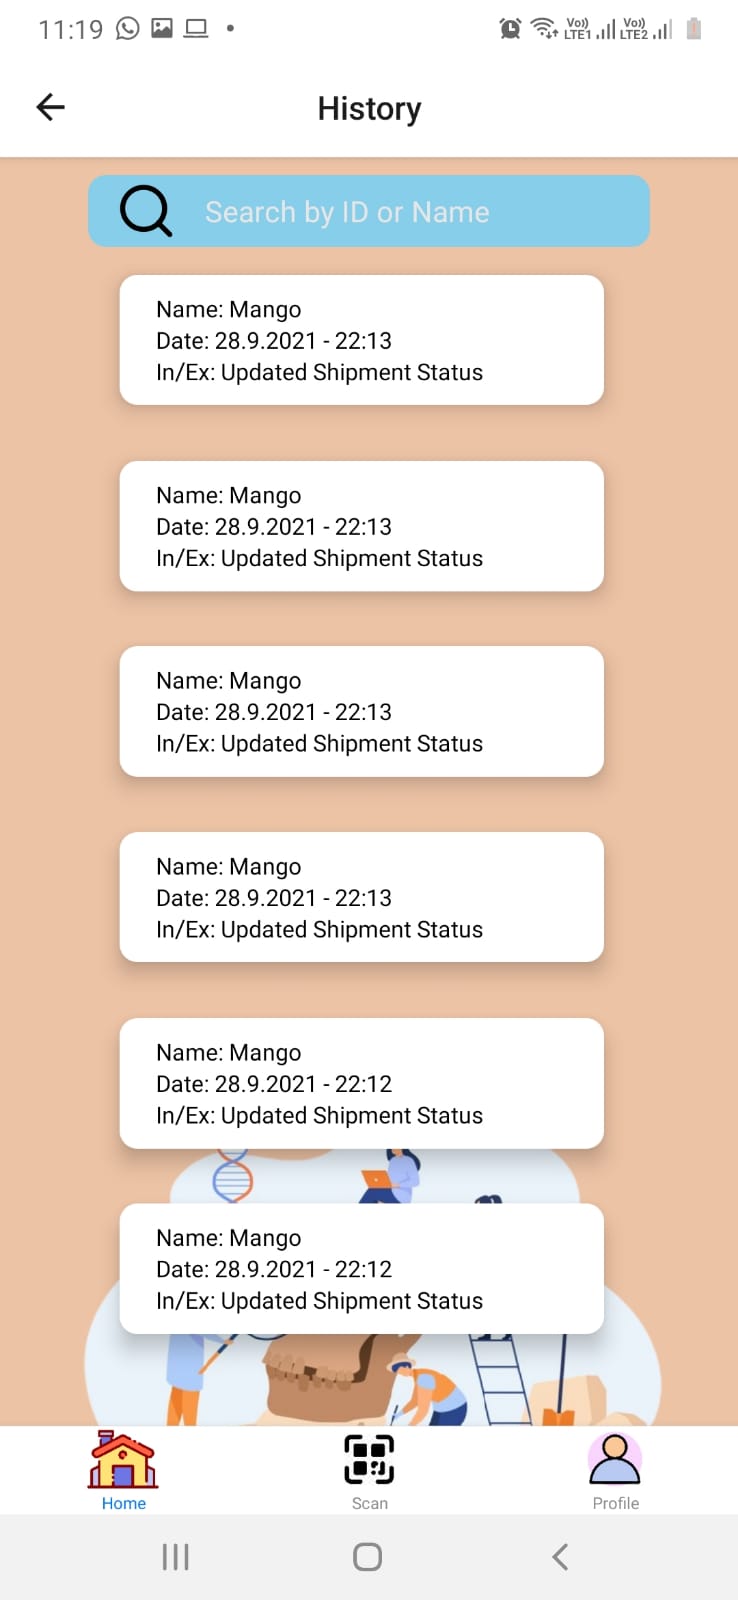 11:19
Vo)) LTE1 Vo)) LTE2
History
Search by ID or Name
Name: Mango
Date: 28.9.2021 - 22:13
In/Ex: Updated Shipment Status
Name: Mango
Date: 28.9.2021 - 22:13
In/Ex: Updated Shipment Status
Name: Mango
Date: 28.9.2021 - 22:13
In/Ex: Updated Shipment Status
Name: Mango
Date: 28.9.2021 - 22:13
In/Ex: Updated Shipment Status
Name: Mango
Date: 28.9.2021 - 22:12
In/Ex: Updated Shipment Status
Name: Mango
Date: 28.9.2021 - 22:12
In/Ex: Updated Shipment Status
Home
Scan
Profile